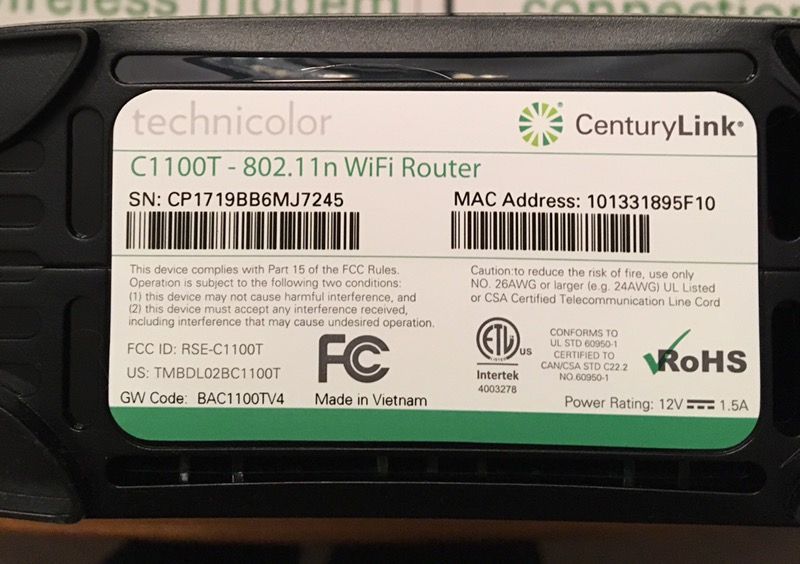 wireless modem
connection
technicolor
CenturyLink®
C1100T - 802.11n WiFi Router
SN: CP1719BB6MJ7245
MAC Address: 101331895F10
This device complies with Part 15 of the FCC Rules.
Operation is subject to the following two conditions:
(1) this device may not cause harmful interference, and
(2) this device must accept any interference received,
including interference that may cause undesired operation.
Caution:to reduce the risk of fire, use only
NO. 26AWG or larger (e.g. 24AWG) UL Listed
or CSA Certified Telecommunication Line Cord
FCC ID: RSE-C1100T
US: TMBDL02BC1100T
GW Code: BAC1100TV4
FC
Made in Vietnam
ETL
LISTED
US
Intertek
4003278
CONFORMS TO
UL STD 60950-1
CERTIFIED TO
CAN/CSA STD C22.2
NO.60950-1
RoHS
Power Rating: 12V 1.5A